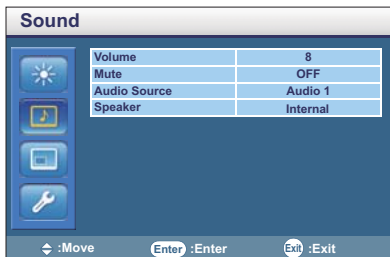 Sound
Volume 8
Mute OFF
Audio Source Audio 1
Speaker Internal
:Move Enter :Enter Exit :Exit